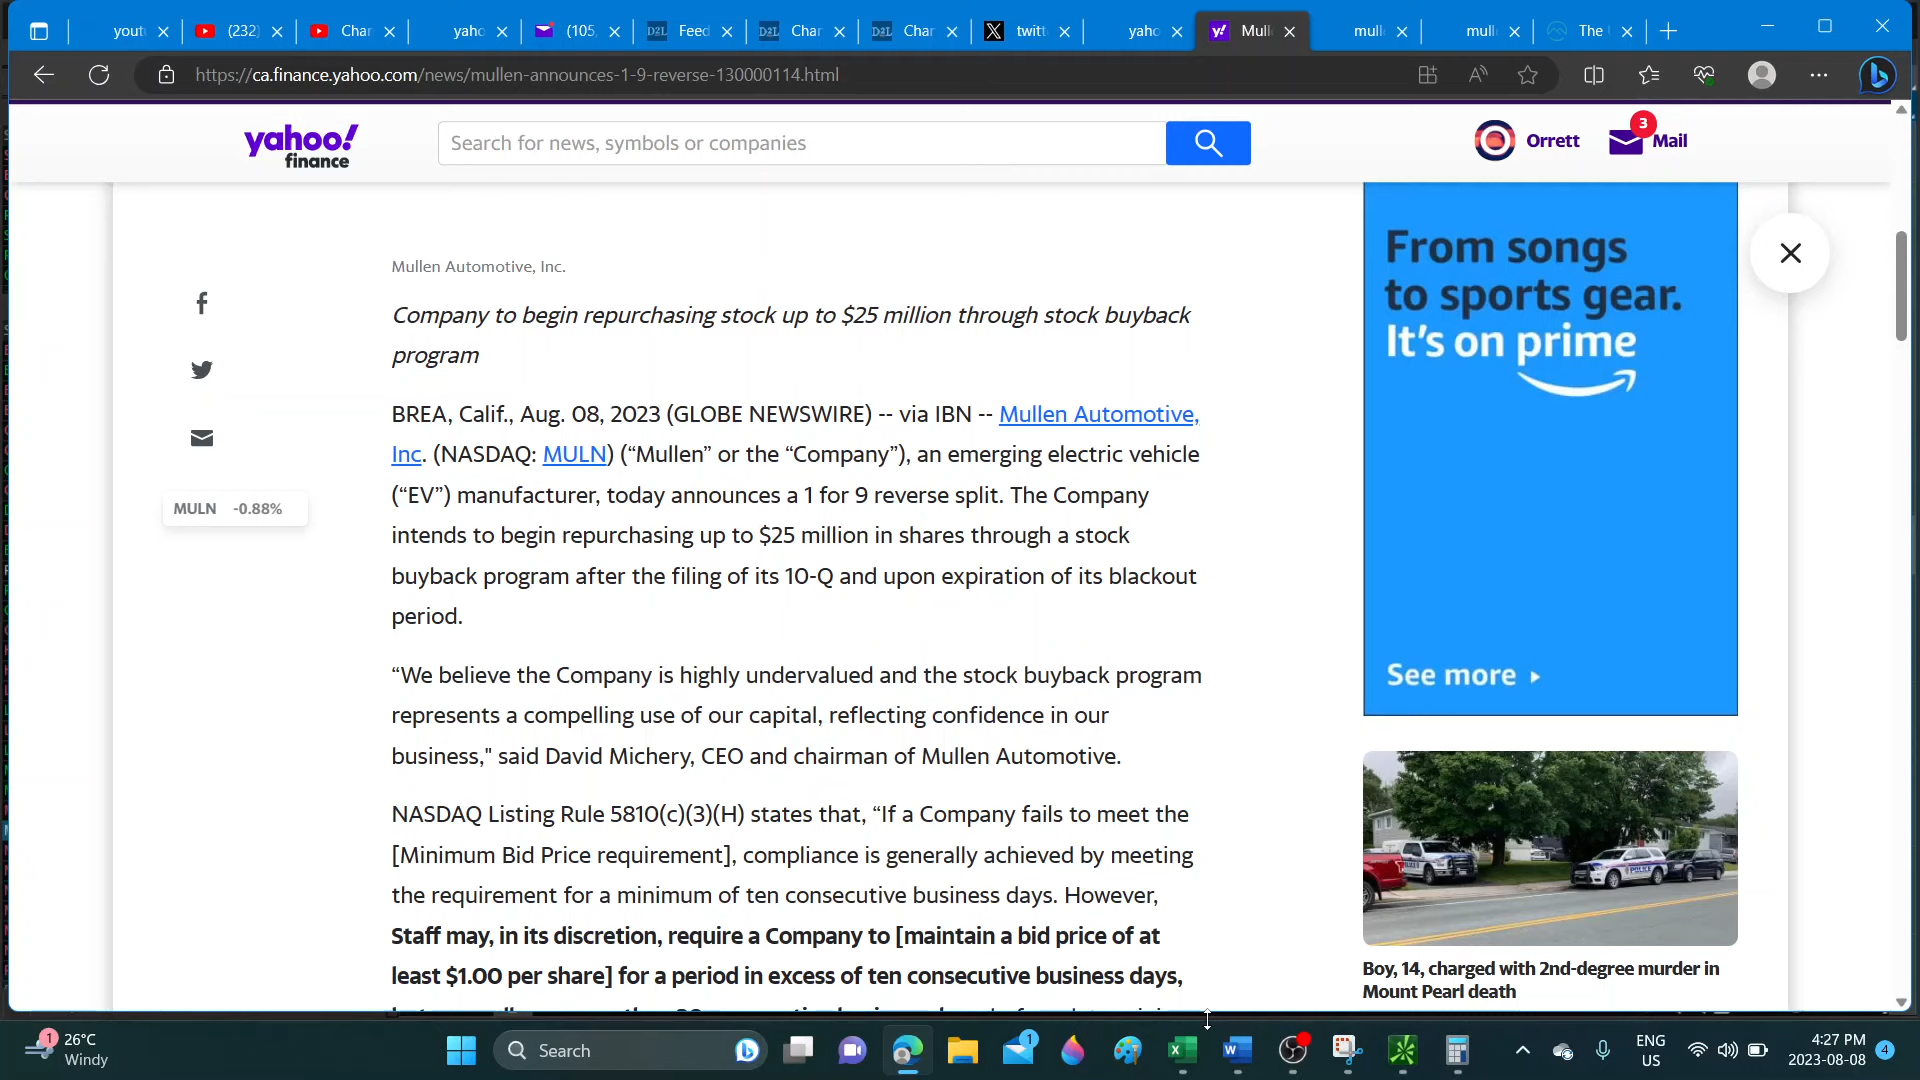 yout
(232)
Char
yaho
(105,
Feed
Char
Char
twitt
yaho
Mull
mull
mull
The
https://ca.finance.yahoo.com/news/mullen-announces-1-9-reverse-130000114.html
yahoo!
finance
Search for news, symbols or companies
Orrett
3
Mail
Mullen Automotive, Inc.
Company to begin repurchasing stock up to $25 million through stock buyback
program
BREA, Calif., Aug. 08, 2023 (GLOBE NEWSWIRE) -- via IBN -- Mullen Automotive,
Inc. (NASDAQ: MULN) (“Mullen” or the “Company”), an emerging electric vehicle
(“EV”) manufacturer, today announces a 1 for 9 reverse split. The Company
intends to begin repurchasing up to $25 million in shares through a stock
buyback program after the filing of its 10-Q and upon expiration of its blackout
period.
“We believe the Company is highly undervalued and the stock buyback program
represents a compelling use of our capital, reflecting confidence in our
business," said David Michery, CEO and chairman of Mullen Automotive.
NASDAQ Listing Rule 5810(c)(3)(H) states that, “If a Company fails to meet the
[Minimum Bid Price requirement], compliance is generally achieved by meeting
the requirement for a minimum of ten consecutive business days. However,
Staff may, in its discretion, require a Company to [maintain a bid price of at
least $1.00 per share] for a period in excess of ten consecutive business days,
MULN -0.88%
From songs
to sports gear.
It’s on prime
See more
Boy, 14, charged with 2nd-degree murder in
Mount Pearl death
1
26°C
Windy
Search
1
ENG
US
4:27 PM
2023-08-08
4